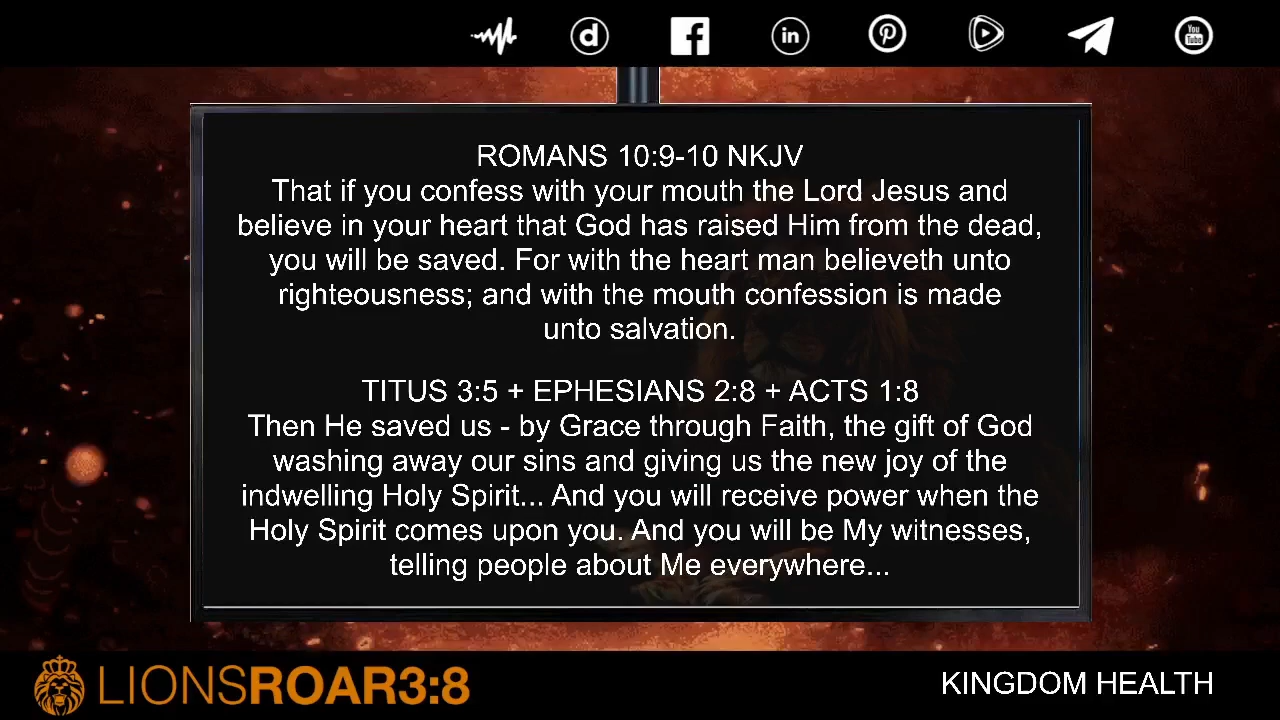 You Tube
ROMANS 10:9-10 NKJV
That if you confess with your mouth the Lord Jesus and
believe in your heart that God has raised Him from the dead,
you will be saved. For with the heart man believeth unto
righteousness; and with the mouth confession is made
unto salvation.
TITUS 3:5 + EPHESIANS 2:8 + ACTS 1:8
Then He saved us - by Grace through Faith, the gift of God
washing away our sins and giving us the new joy of the
indwelling Holy Spirit... And you will receive power when the
Holy Spirit comes upon you. And you will be My witnesses,
telling people about Me everywhere...
LIONSROAR3:8
KINGDOM HEALTH